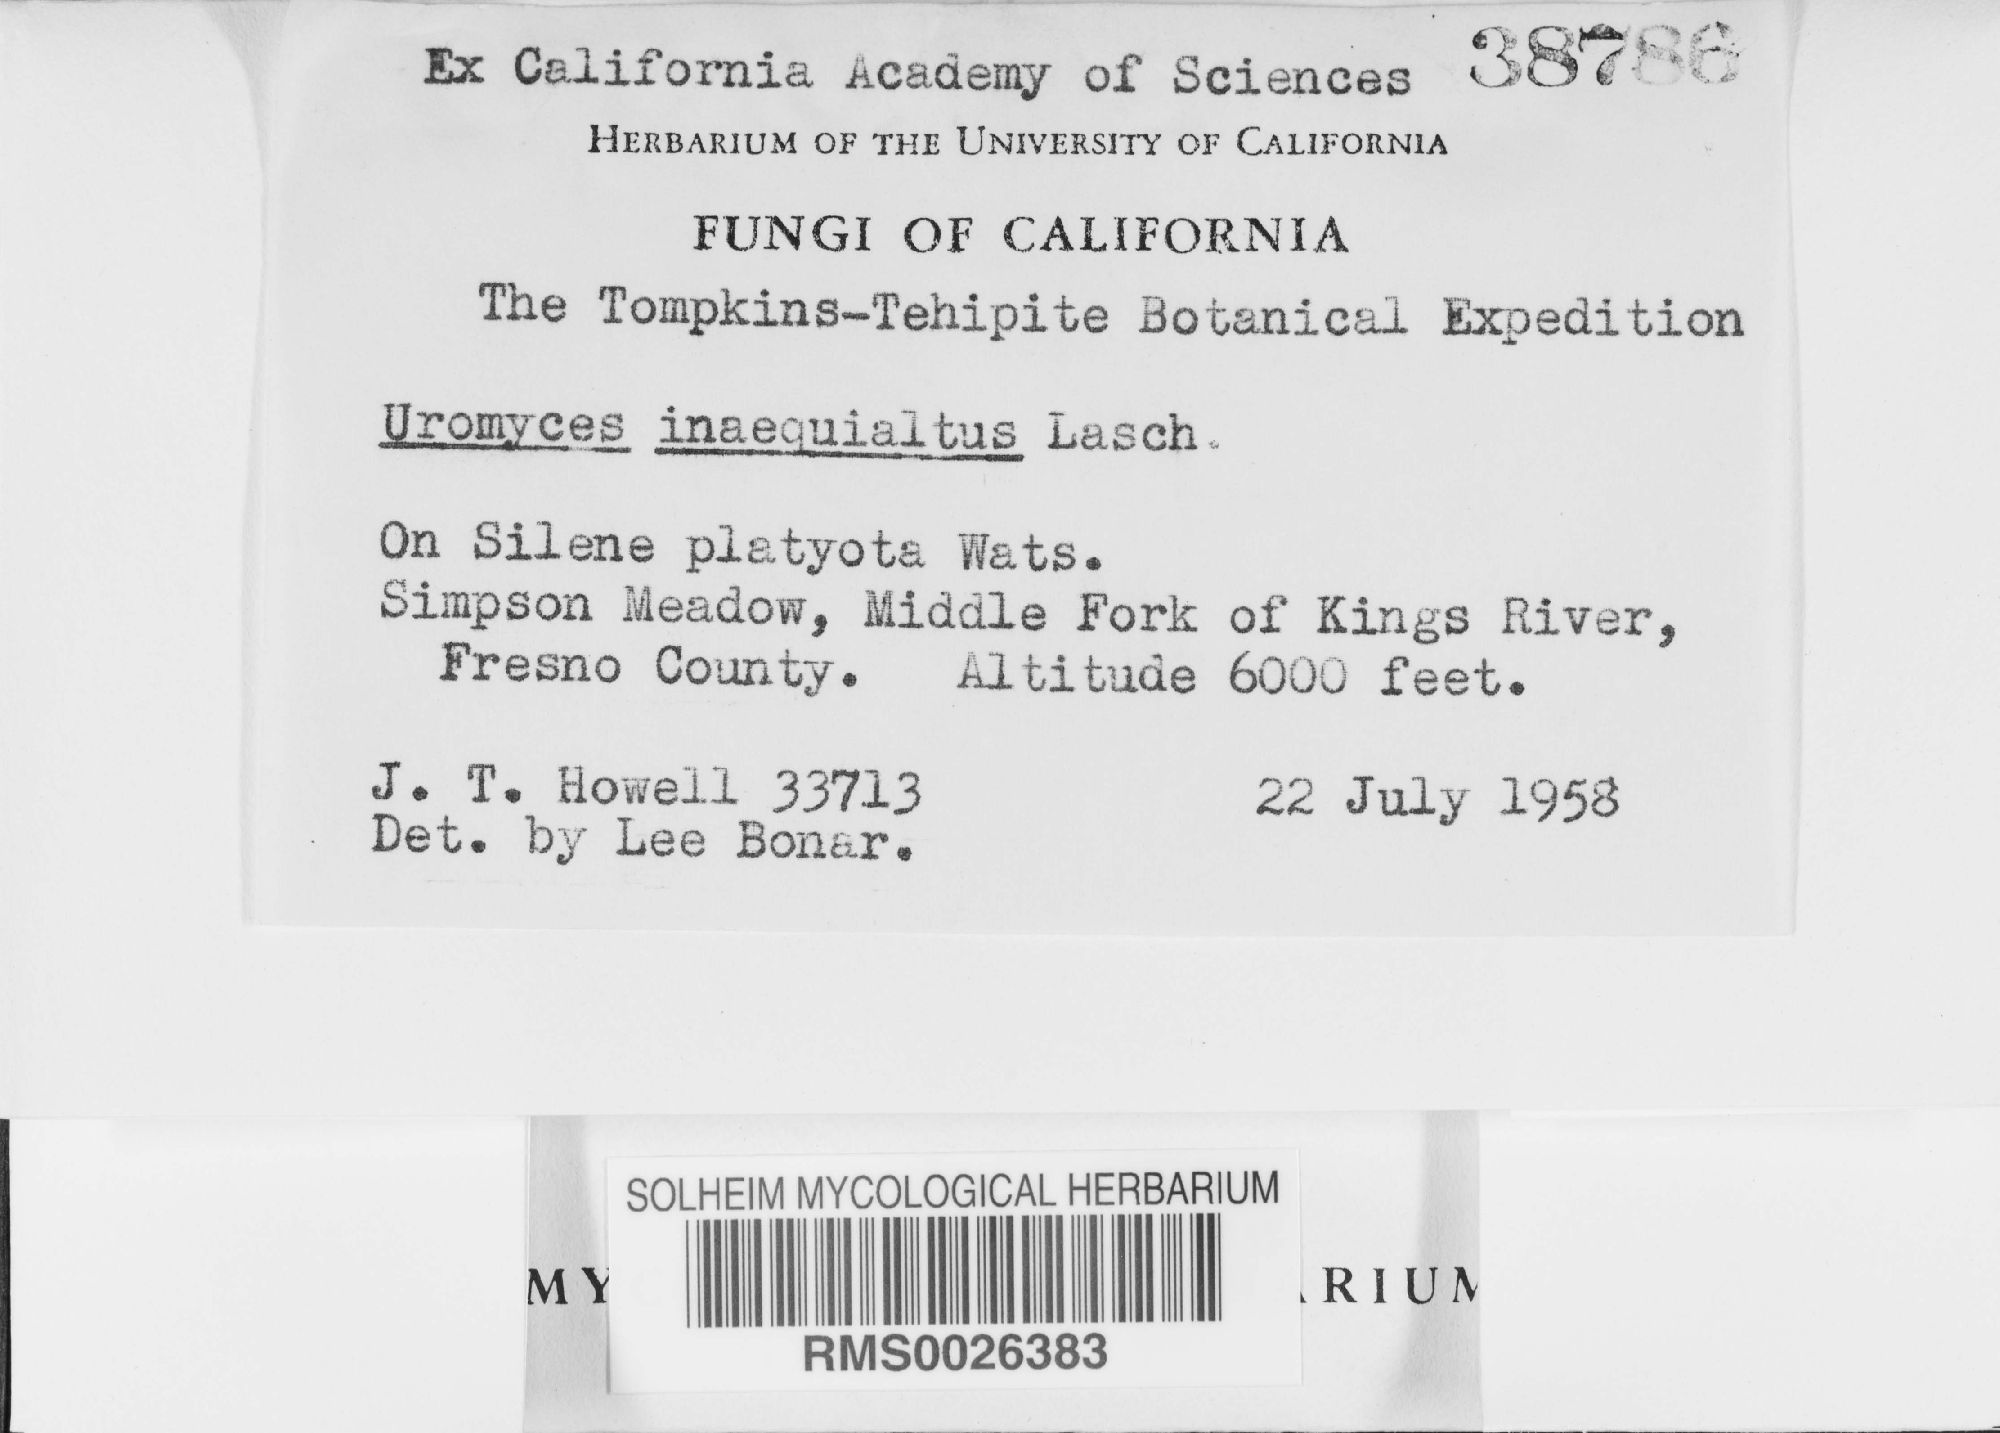 Ex California Academy of Sciences 38786
HERBARIUM OF THE UNIVERSITY OF CALIFORNIA
FUNGI OF CALIFORNIA
The Tompkins-Tehipite Botanical Expedition
Uromyces inaequialtus Lasch.
On Silene platyota Wats.
Simpson Meadow, Middle Fork of Kings River,
Fresno County. Altitude 6000 feet.
J. T. Howell 33713 22 July 1958
Det. by Lee Bonar.
SOLHEIM MYCOLOGICAL HERBARIUM
MY RIUM
RMS0026383